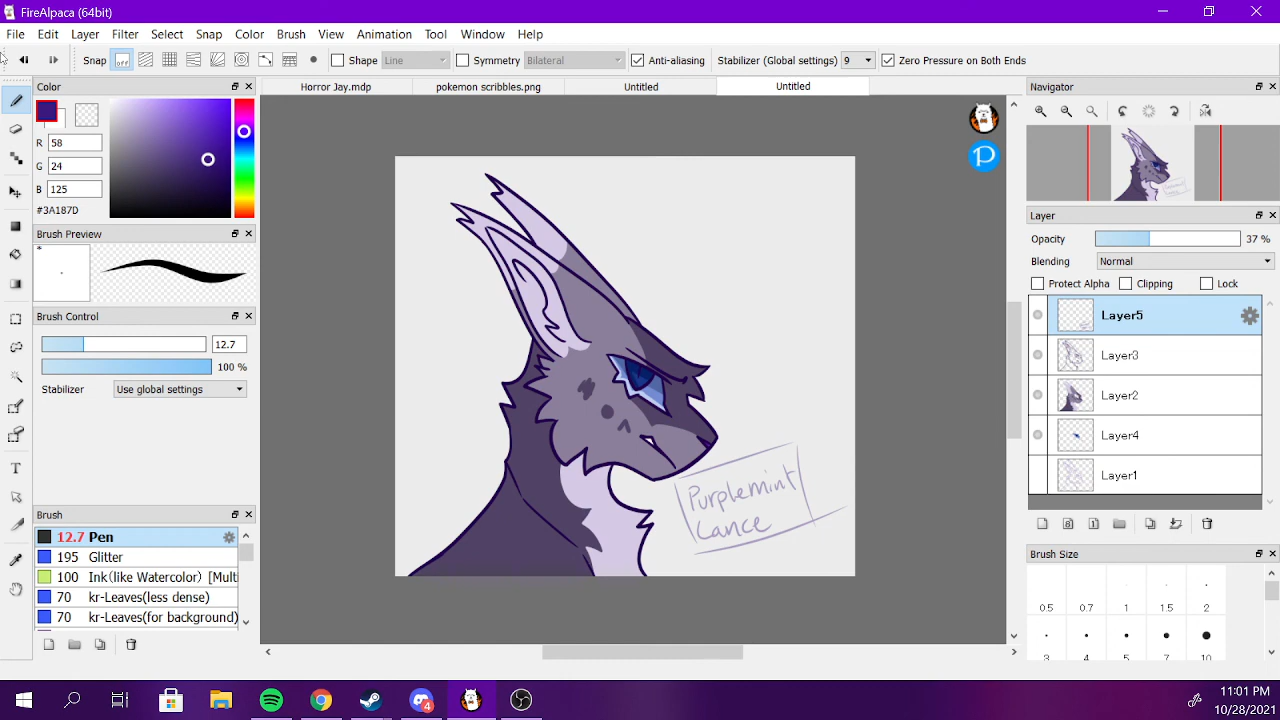 FireAlpaca (64bit)
File Edit Layer Filter Select Snap Color Brush View Animation Tool Window Help
Snap off Shape Line Symmetry Bilateral Anti-aliasing Stabilizer (Global settings) 9 Zero Pressure on Both Ends
Color
R 58
G 24
B 125
#3A187D
Brush Preview
*
Brush Control
12.7
100 %
Stabilizer Use global settings
Brush
12.7 Pen
195 Glitter
100 Ink(like Watercolor) [Multi
70 kr-Leaves(less dense)
70 kr-Leaves(for background)
Horror Jay.mdp pokemon scribbles.png Untitled Untitled
P
Purplemint
Lance
Navigator
Layer
Opacity 37 %
Blending Normal
Protect Alpha Clipping Lock
Layer5
Layer3
Layer2
Layer4
Layer1
Brush Size
0.5 0.7 1 1.5 2
3 4 5 7 10
4
11:01 PM
10/28/2021